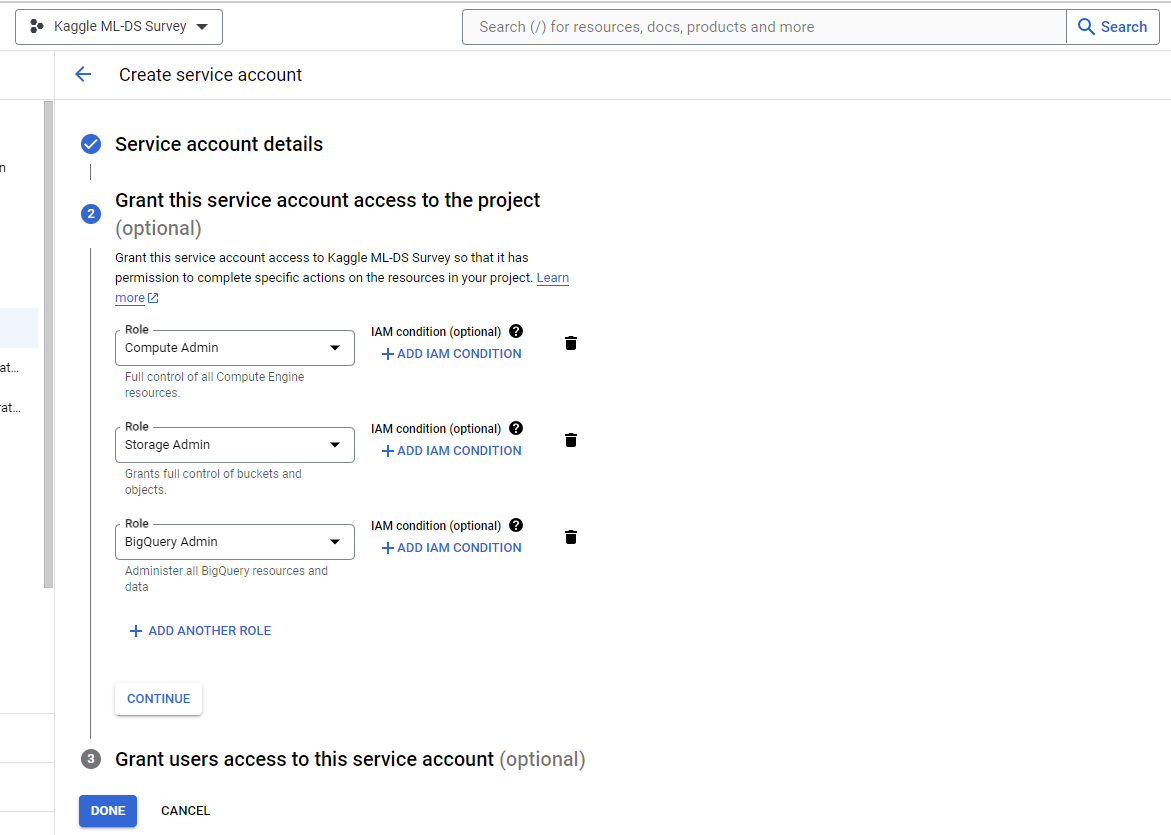 Kaggle ML-DS Survey
Search (/) for resources, docs, products and more
Search
Create service account
n
at...
rat...
Service account details
2
Grant this service account access to the project
(optional)
Grant this service account access to Kaggle ML-DS Survey so that it has
permission to complete specific actions on the resources in your project. Learn
more
Role
Compute Admin
IAM condition (optional) ?
+ ADD IAM CONDITION
Full control of all Compute Engine
resources.
Role
Storage Admin
IAM condition (optional) ?
+ ADD IAM CONDITION
Grants full control of buckets and
objects.
Role
BigQuery Admin
IAM condition (optional) ?
+ ADD IAM CONDITION
Administer all BigQuery resources and
data
+ ADD ANOTHER ROLE
CONTINUE
3
Grant users access to this service account (optional)
DONE
CANCEL